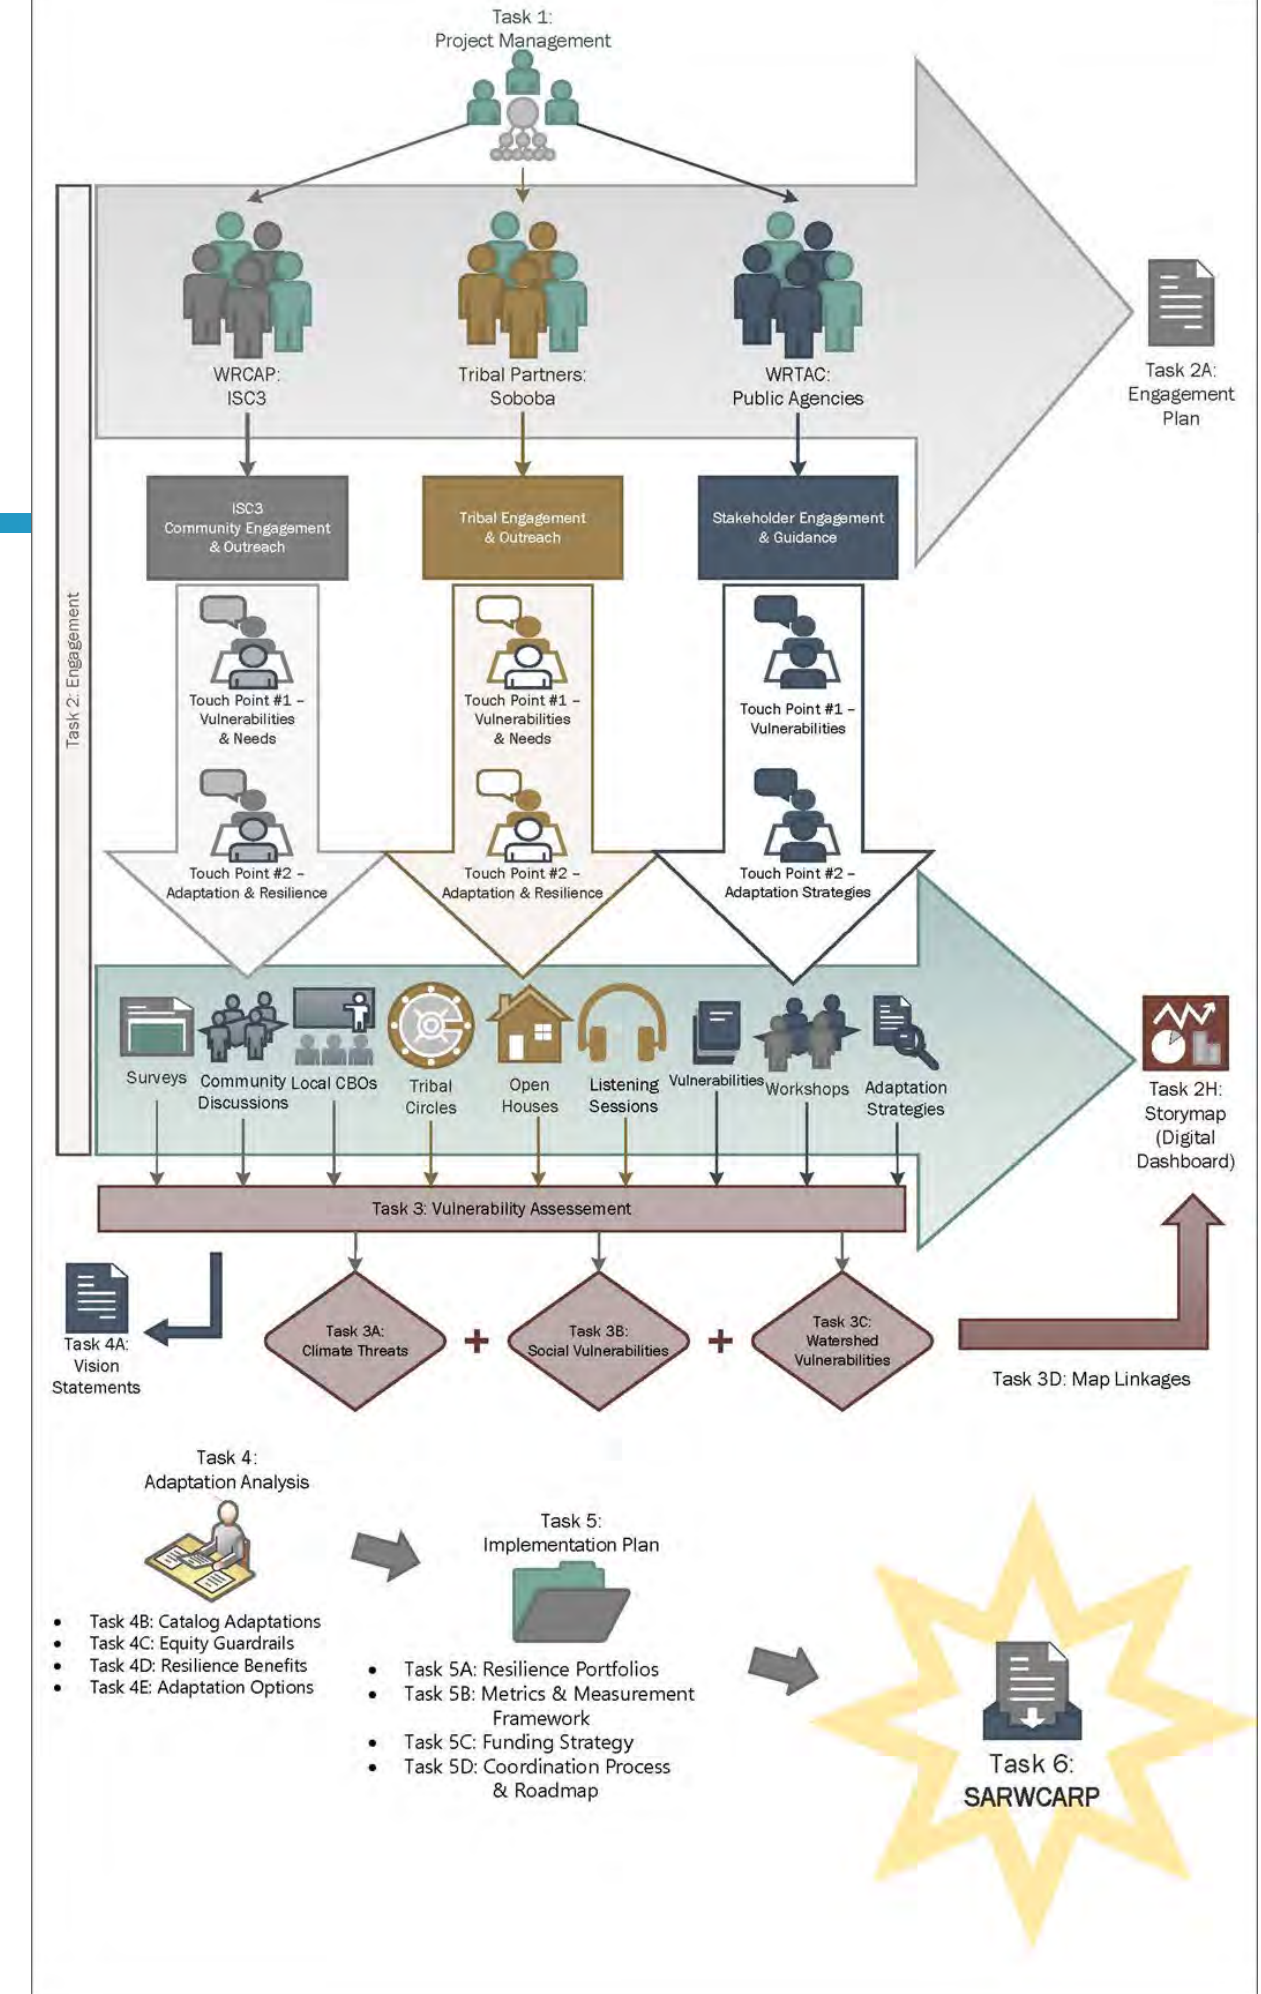 Task 1:
Project Management
WRCAP:
ISC3
Tribal Partners:
Soboba
WRTAC:
Public Agencies
Task 2A:
Engagement
Plan
Task 2: Engagement
ISC3
Community Engagement
& Outreach
Tribal Engagement
& Outreach
Stakeholder Engagement
& Guidance
Touch Point #1 –
Vulnerabilities
& Needs
Touch Point #1 –
Vulnerabilities
& Needs
Touch Point #1 –
Vulnerabilities
Touch Point #2 –
Adaptation & Resilience
Touch Point #2 –
Adaptation & Resilience
Touch Point #2 –
Adaptation Strategies
Surveys
Community
Discussions
Local CBOs
Tribal
Circles
Open
Houses
Listening
Sessions
Vulnerabilities
Workshops
Adaptation
Strategies
Task 2H:
Storymap
(Digital
Dashboard)
Task 3: Vulnerability Assessement
Task 4A:
Vision
Statements
Task 3A:
Climate Threats
Task 3B:
Social Vulnerabilities
Task 3C:
Watershed
Vulnerabilities
Task 3D: Map Linkages
Task 4:
Adaptation Analysis
• Task 4B: Catalog Adaptations
• Task 4C: Equity Guardrails
• Task 4D: Resilience Benefits
• Task 4E: Adaptation Options
Task 5:
Implementation Plan
• Task 5A: Resilience Portfolios
• Task 5B: Metrics & Measurement
Framework
• Task 5C: Funding Strategy
• Task 5D: Coordination Process
& Roadmap
Task 6:
SARWCARP